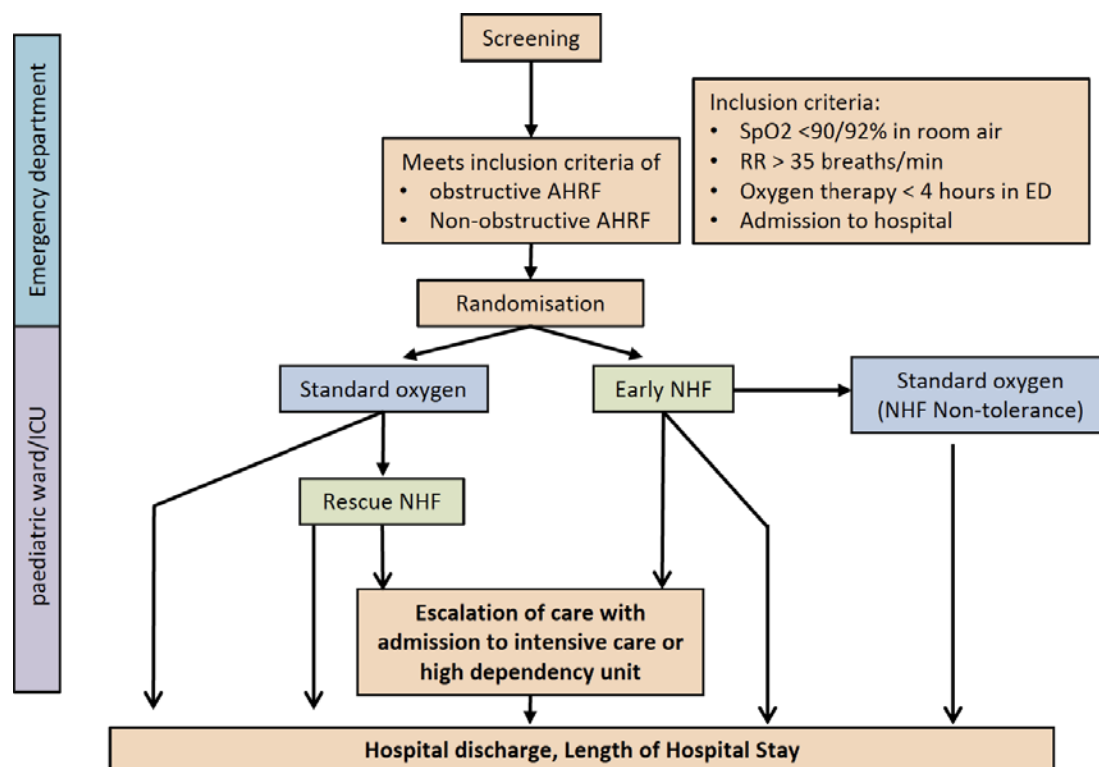 Emergency department
paediatric ward/ICU
Screening
Meets inclusion criteria of
• obstructive AHRF
• Non-obstructive AHRF
Inclusion criteria:
• SpO2 <90/92% in room air
• RR > 35 breaths/min
• Oxygen therapy < 4 hours in ED
• Admission to hospital
Randomisation
Standard oxygen
Early NHF
Standard oxygen
(NHF Non-tolerance)
Rescue NHF
Escalation of care with
admission to intensive care or
high dependency unit
Hospital discharge, Length of Hospital Stay